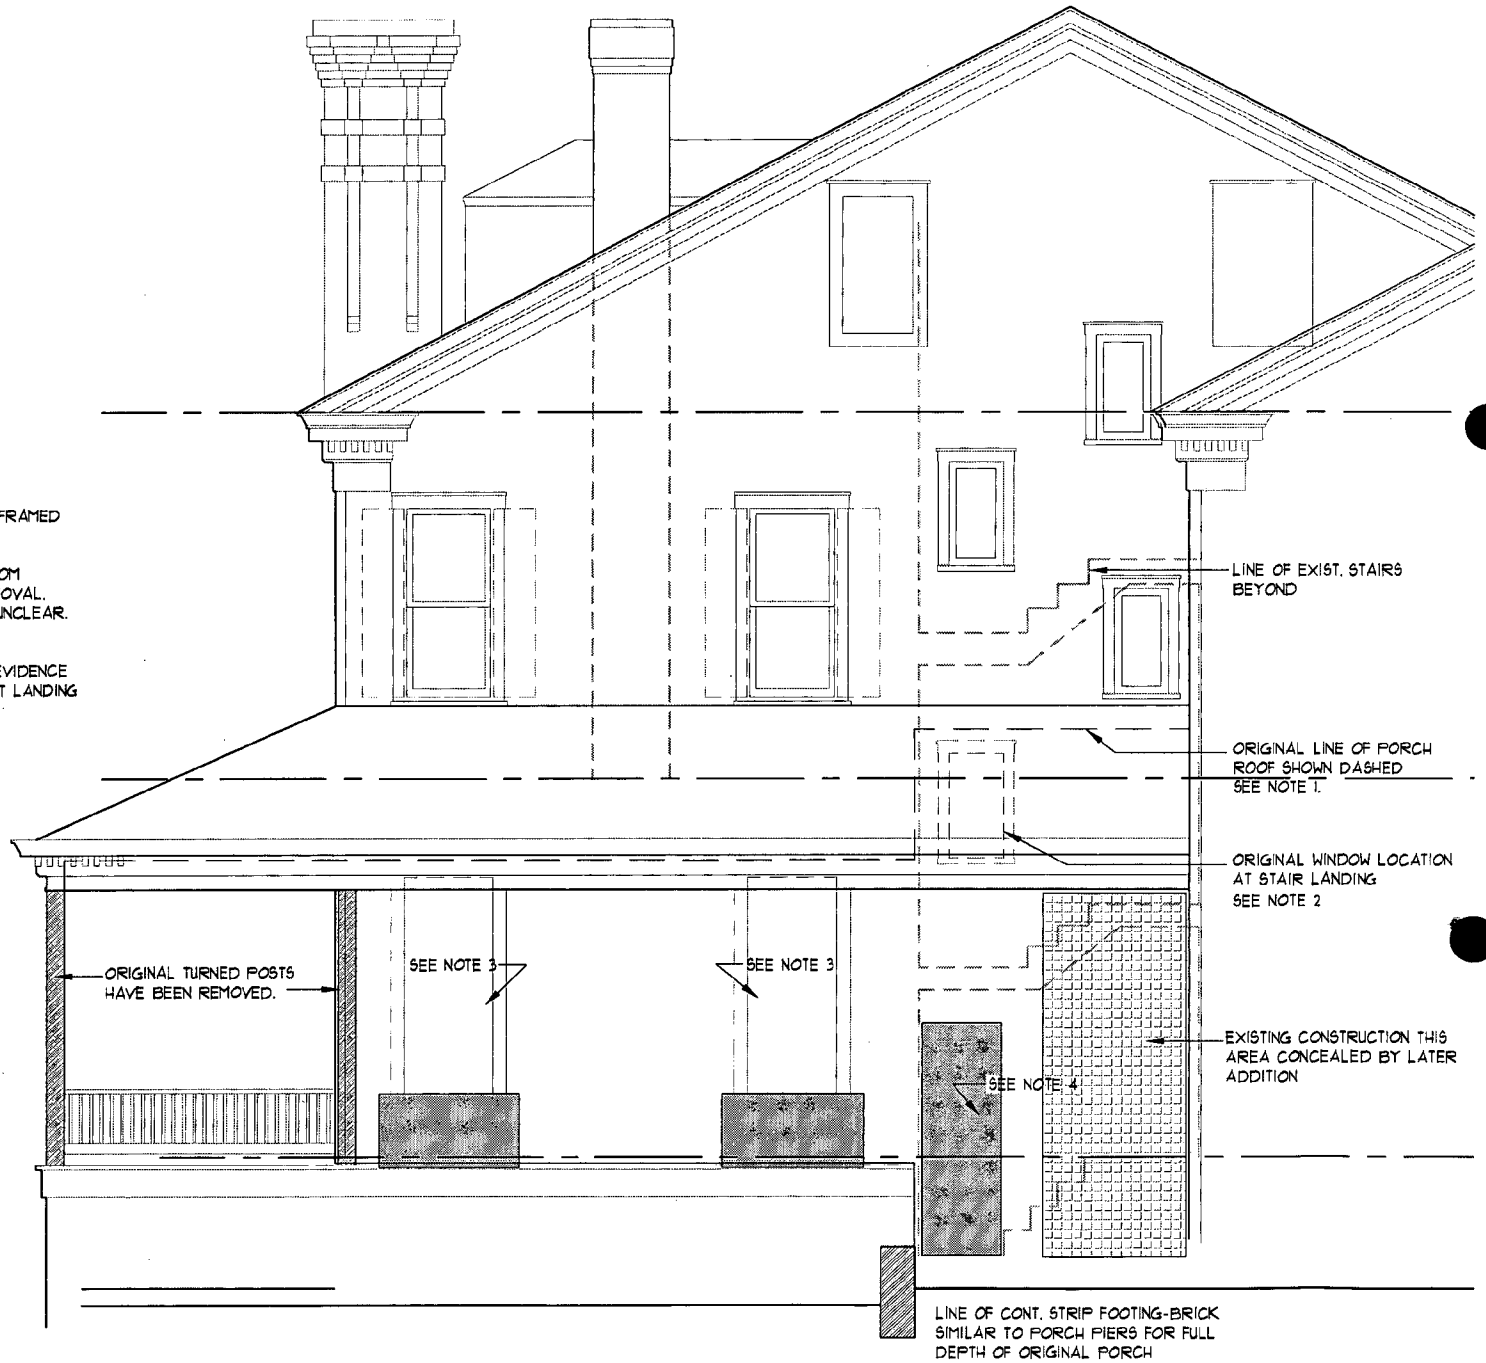 FRAMED
OM
OVAL.
UNCLEAR.
EVIDENCE
T LANDING
LINE OF EXIST. STAIRS
BEYOND
ORIGINAL LINE OF PORCH
ROOF SHOWN DASHED
SEE NOTE 1.
ORIGINAL WINDOW LOCATION
AT STAIR LANDING
SEE NOTE 2
ORIGINAL TURNED POSTS
HAVE BEEN REMOVED.
SEE NOTE 3
SEE NOTE 3
EXISTING CONSTRUCTION THIS
AREA CONCEALED BY LATER
ADDITION
SEE NOTE 4
LINE OF CONT. STRIP FOOTING-BRICK
SIMILAR TO PORCH PIERS FOR FULL
DEPTH OF ORIGINAL PORCH